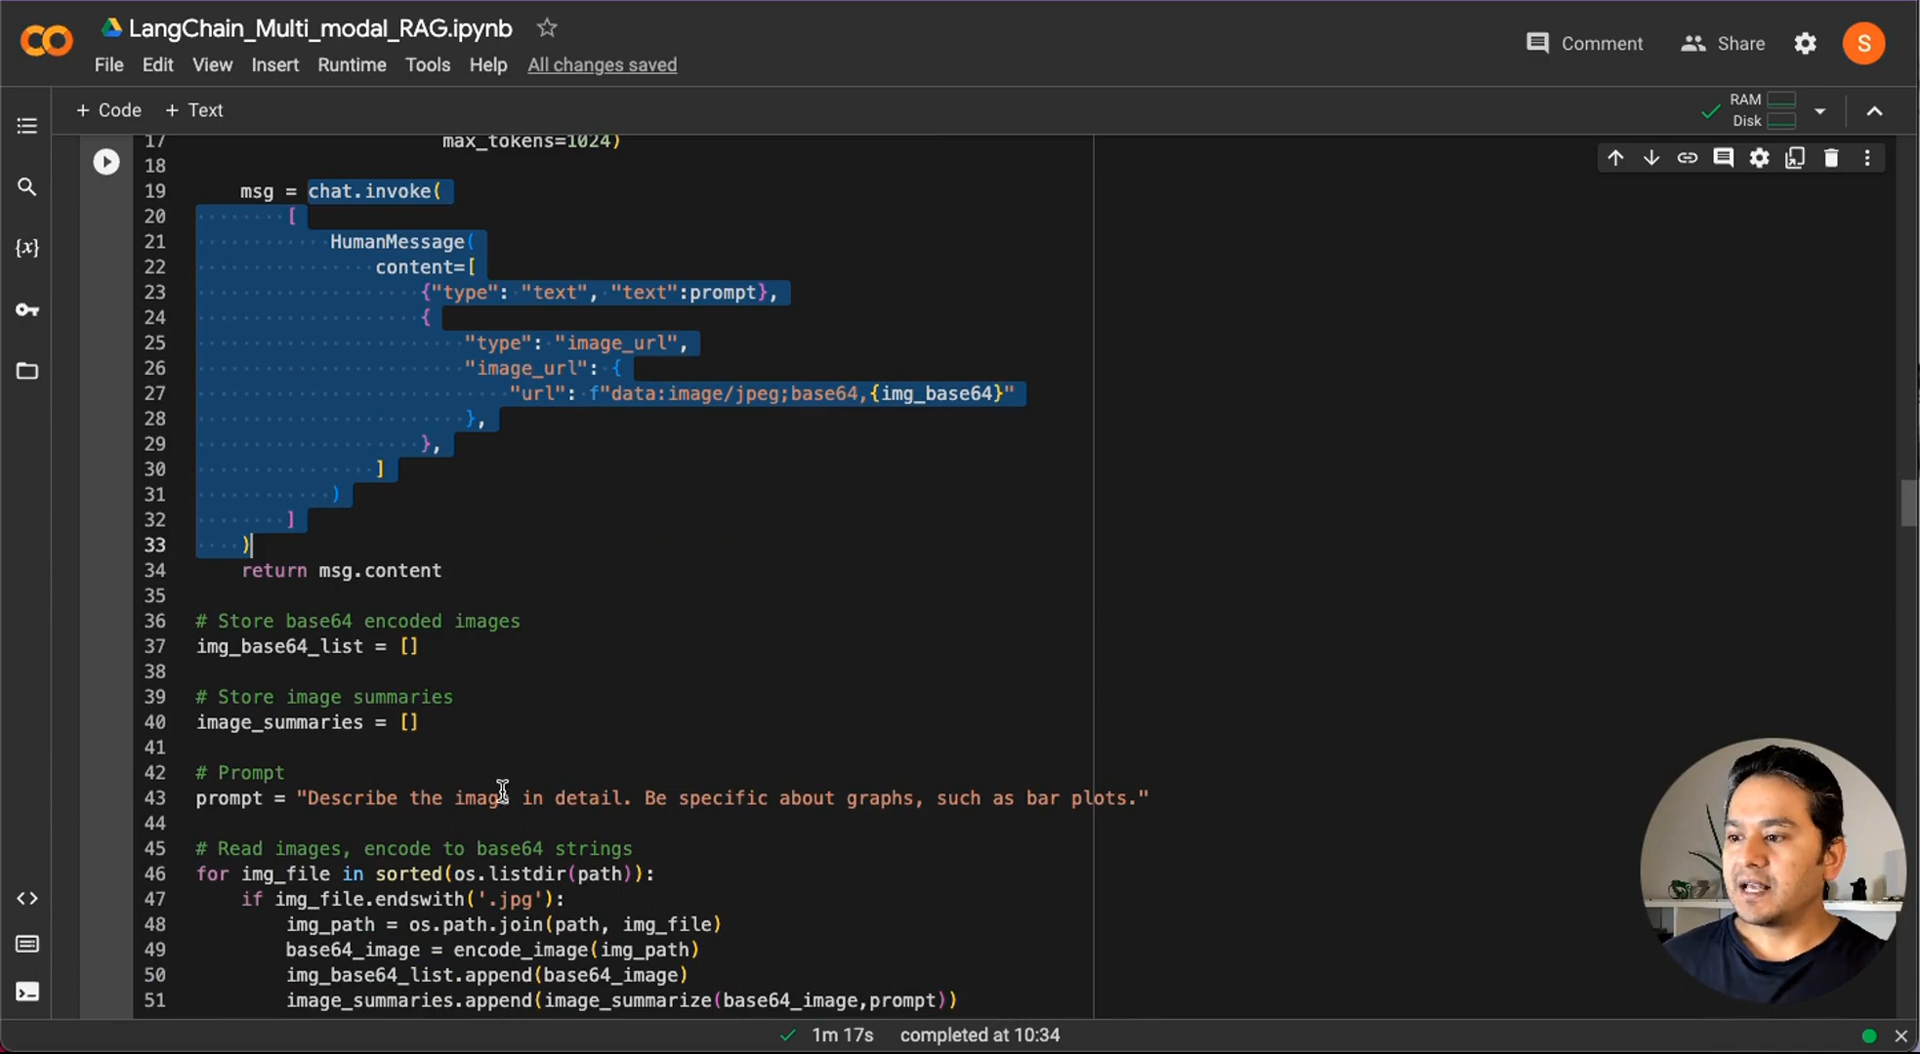 LangChain_Multi_modal_RAG.ipynb
Comment
Share
S
File Edit View Insert Runtime Tools Help All changes saved
+ Code + Text
RAM
Disk
17 max_tokens=1024)
18
19 msg = chat.invoke(
20 [
21 HumanMessage(
22 content=[
23 {"type": "text", "text":prompt},
24 {
25 "type": "image_url",
26 "image_url": {
27 "url": f"data:image/jpeg;base64,{img_base64}"
28 },
29 },
30 ]
31 )
32 ]
33 )
34 return msg.content
35
36 # Store base64 encoded images
37 img_base64_list = []
38
39 # Store image summaries
40 image_summaries = []
41
42 # Prompt
43 prompt = "Describe the image in detail. Be specific about graphs, such as bar plots."
44
45 # Read images, encode to base64 strings
46 for img_file in sorted(os.listdir(path)):
47 if img_file.endswith('.jpg'):
48 img_path = os.path.join(path, img_file)
49 base64_image = encode_image(img_path)
50 img_base64_list.append(base64_image)
51 image_summaries.append(image_summarize(base64_image,prompt))
1m 17s completed at 10:34